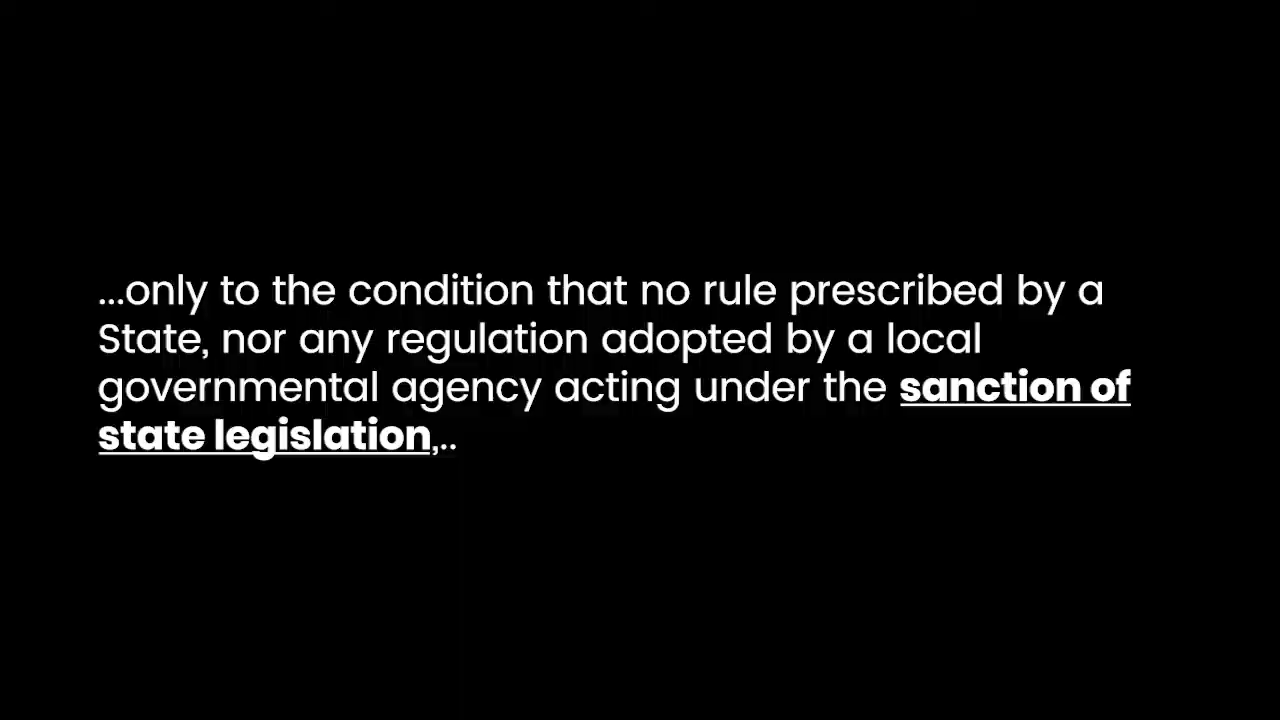 ...only to the condition that no rule prescribed by a
State, nor any regulation adopted by a local
governmental agency acting under the sanction of
state legislation,..